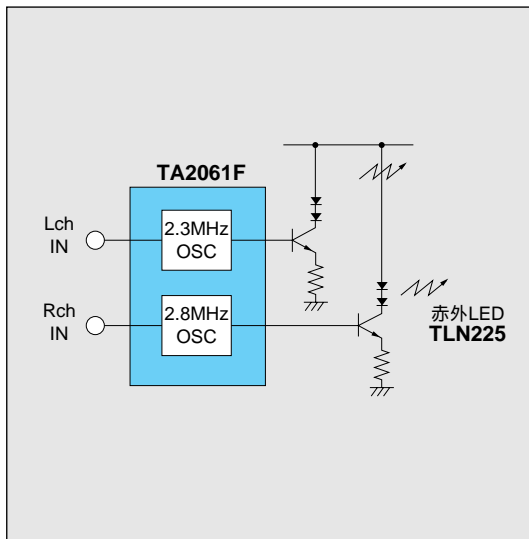 TA2061F
Lch
IN
2.3MHz
OSC
Rch
IN
2.8MHz
OSC
赤外LED
TLN225